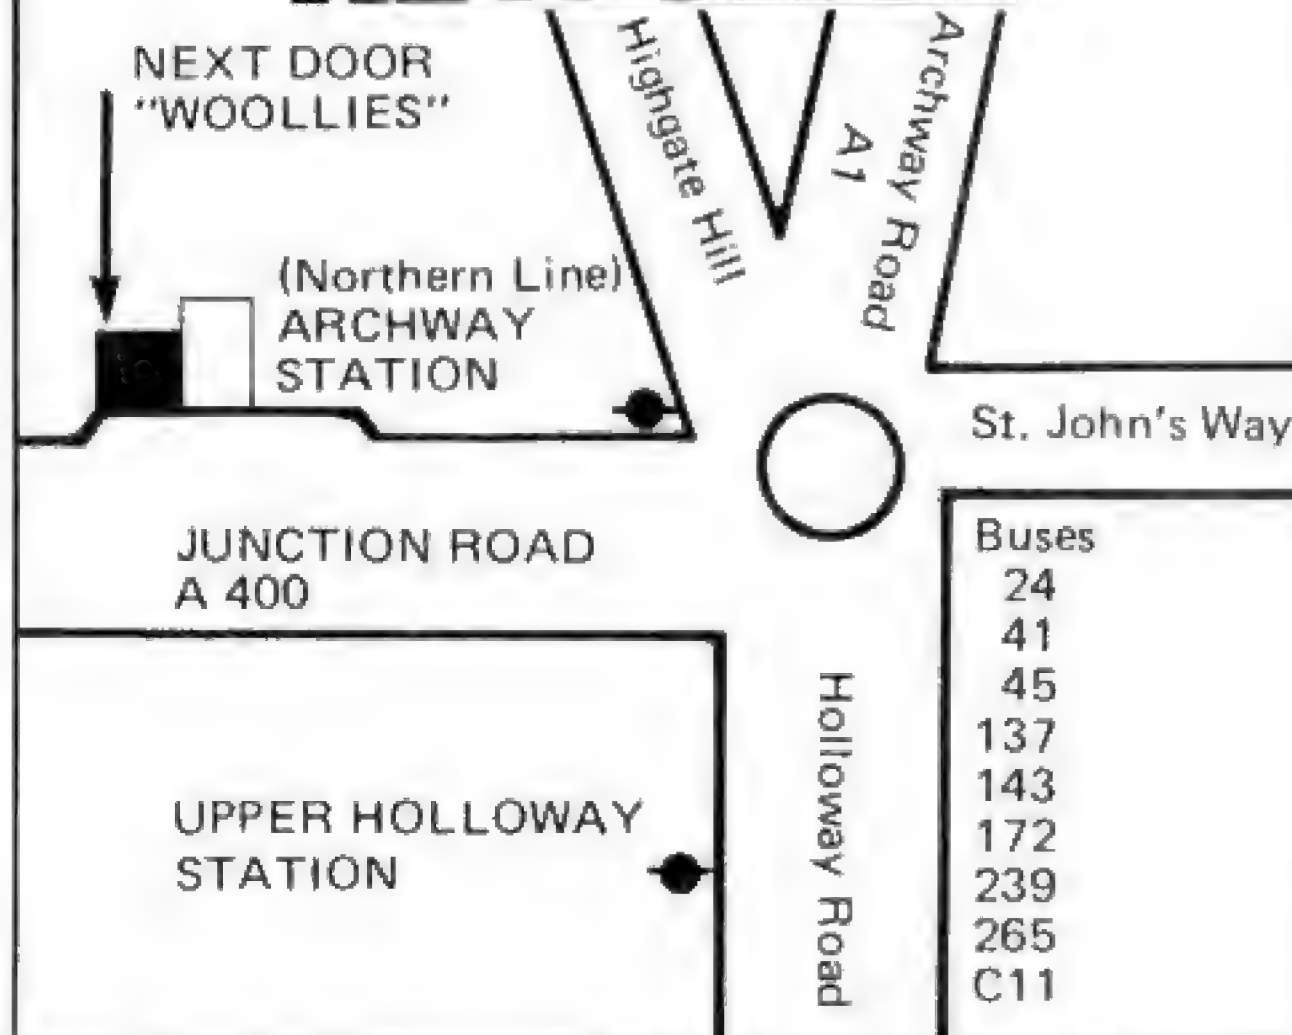 NEXT DOOR
"WOOLLIES"
Highgate Hill
Archway Road
A1
(Northern Line)
ARCHWAY
STATION
St. John's Way
JUNCTION ROAD
A 400
Buses
24
41
45
137
143
172
239
265
C11
Holloway Road
UPPER HOLLOWAY
STATION